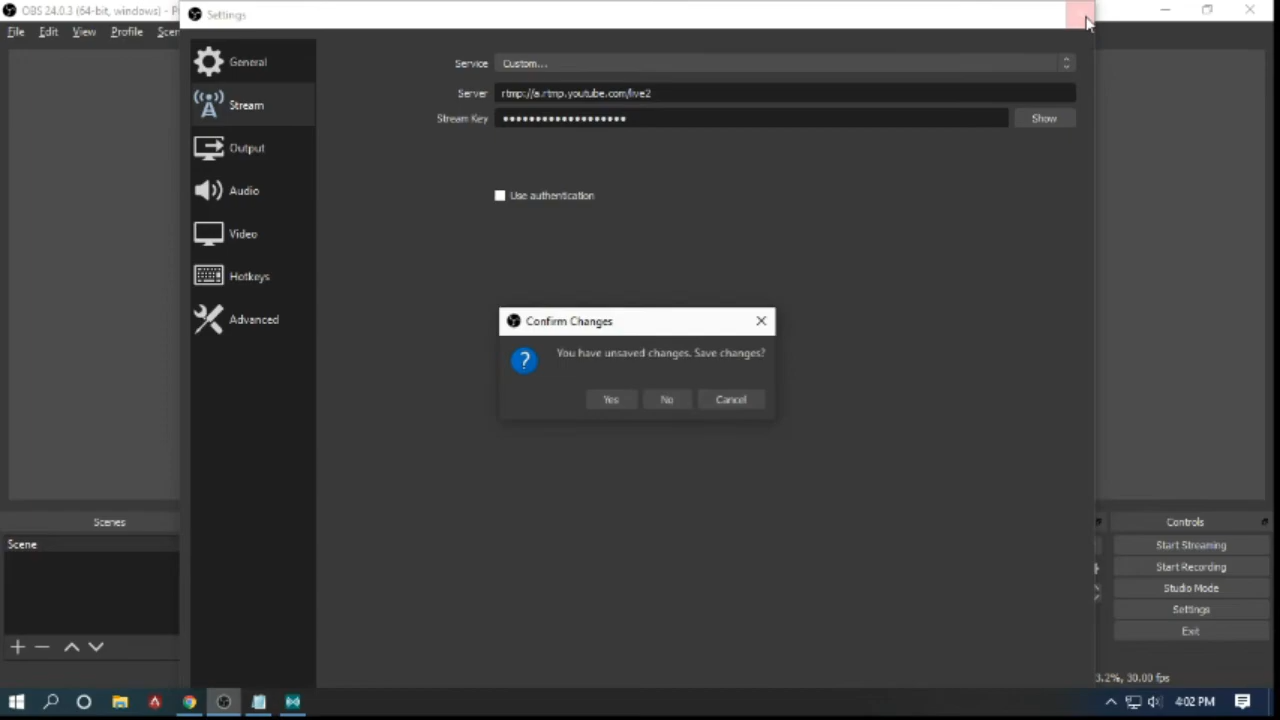 OBS 24.0.3 (64-bit, windows) - P
Settings
File Edit View Profile Scen
General
Stream
Output
Audio
Video
Hotkeys
Advanced
Service Custom...
Server rtmp://a.rtmp.youtube.com/live2
Stream Key ●●●●●●●●●●●●●●●●●●● Show
Use authentication
Confirm Changes
?
You have unsaved changes. Save changes?
Yes No Cancel
Scenes
Scene
Controls
Start Streaming
Start Recording
Studio Mode
Settings
Exit
3.2%, 30.00 fps
4:02 PM